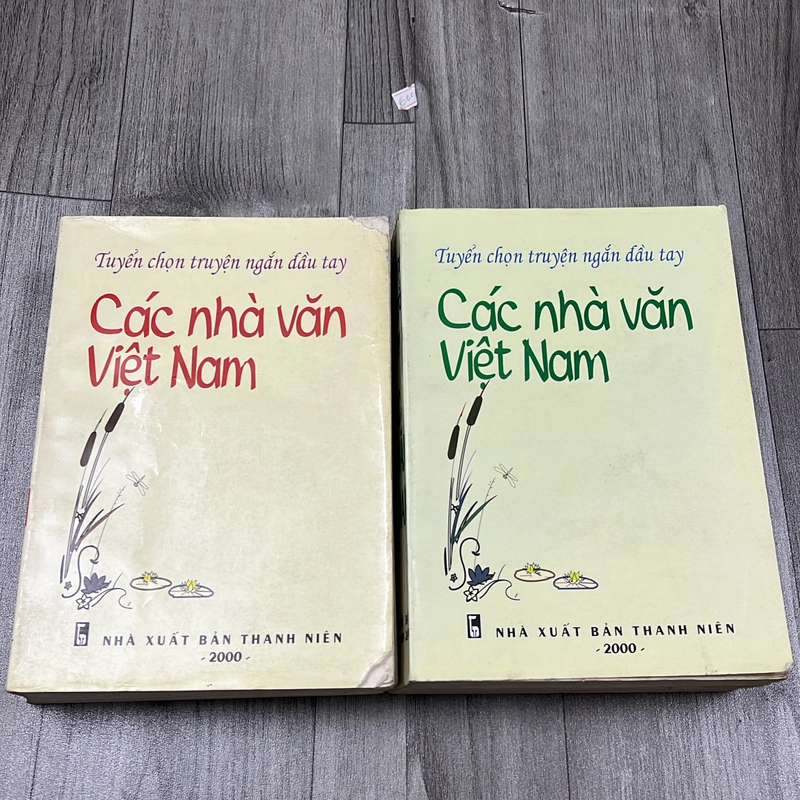 Tuyển chọn truyện ngắn đầu tay
Các nhà văn
Việt Nam
NHÀ XUẤT BẢN THANH NIÊN
- 2000 -
Tuyển chọn truyện ngắn đầu tay
Các nhà văn
Việt Nam
NHÀ XUẤT BẢN THANH NIÊN
- 2000 -